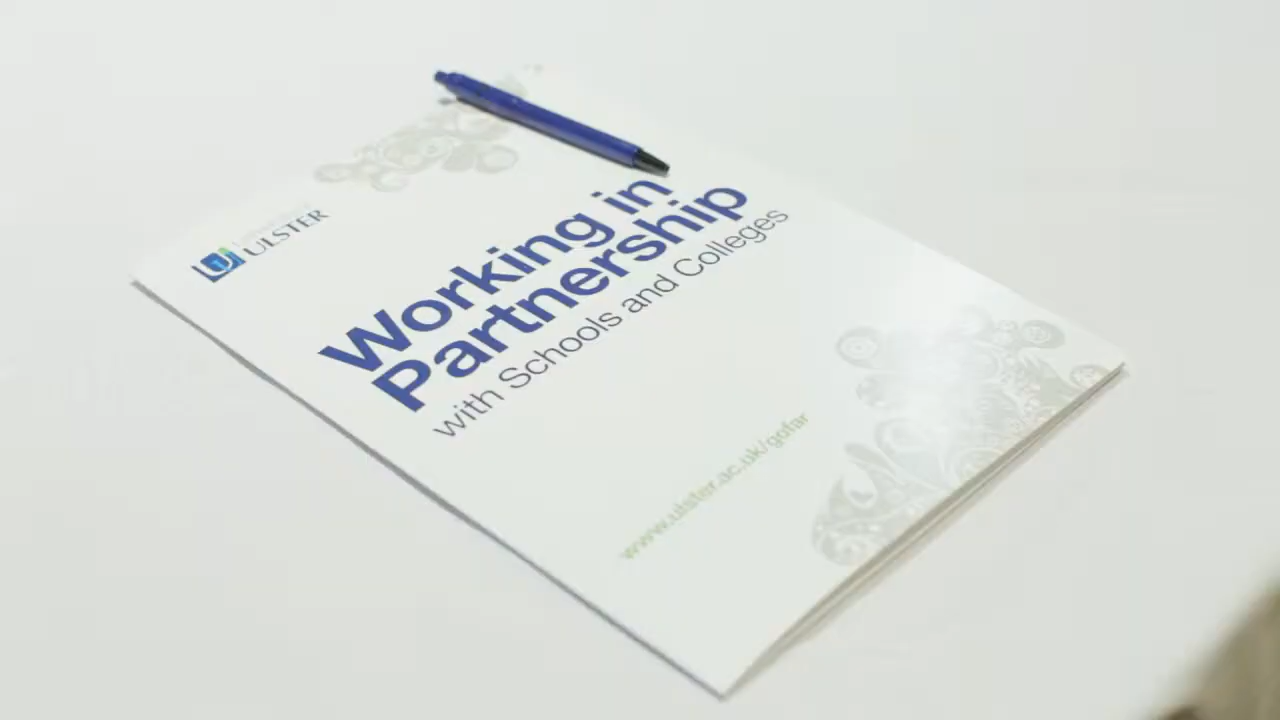 ULSTER
Working in
Partnership
with Schools and Colleges
www.ulster.ac.uk/gofar